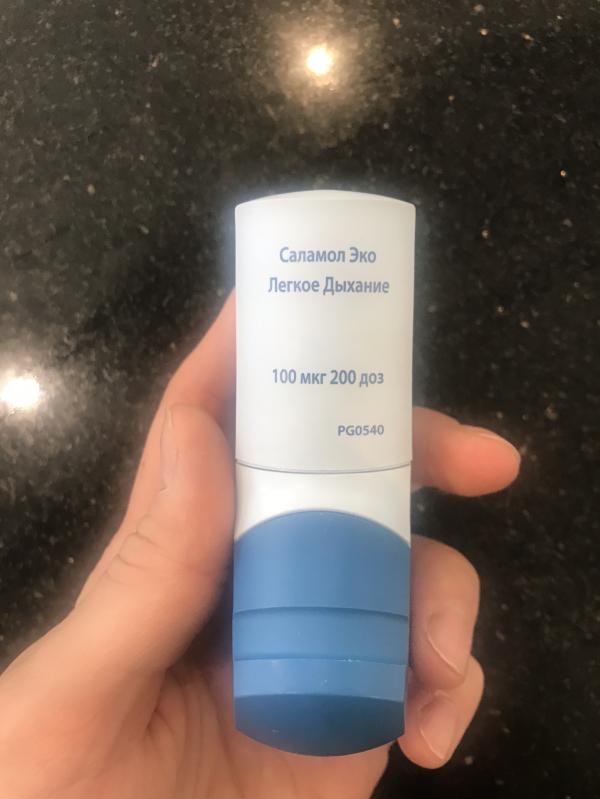 Саламол Эко
Легкое Дыхание
100 мкг 200 доз
PG0540